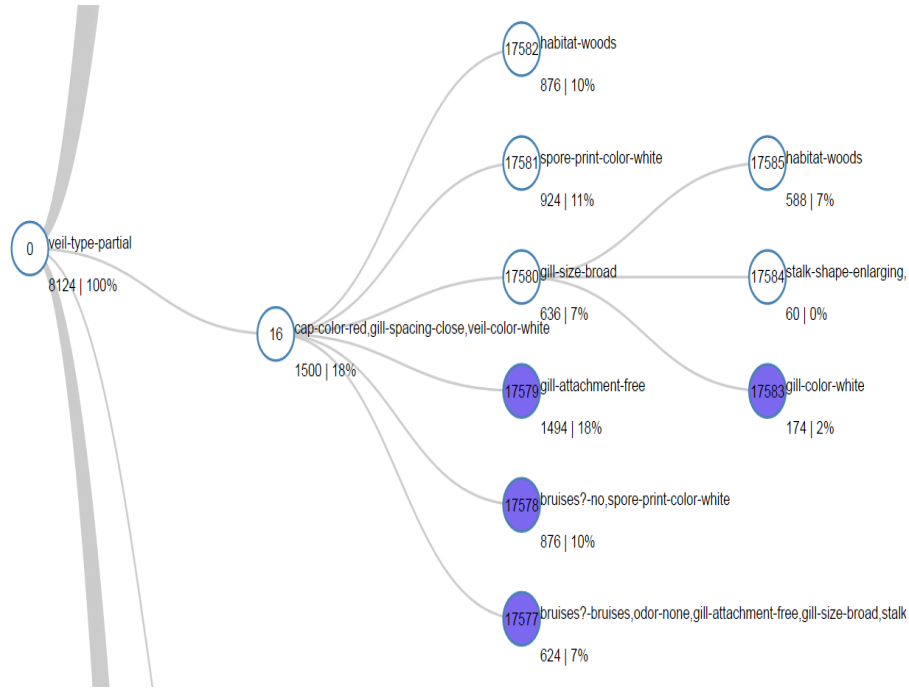 17582 habitat-woods
876 | 10%
17581 spore-print-color-white
924 | 11%
17585 habitat-woods
588 | 7%
0 veil-type-partial
8124 | 100%
17580 gill-size-broad
636 | 7%
17584 stalk-shape-enlarging,
60 | 0%
16 cap-color-red,gill-spacing-close,veil-color-white
1500 | 18%
17579 gill-attachment-free
1494 | 18%
17583 gill-color-white
174 | 2%
17578 bruises?-no,spore-print-color-white
876 | 10%
17577 bruises?-bruises,odor-none,gill-attachment-free,gill-size-broad,stalk
624 | 7%